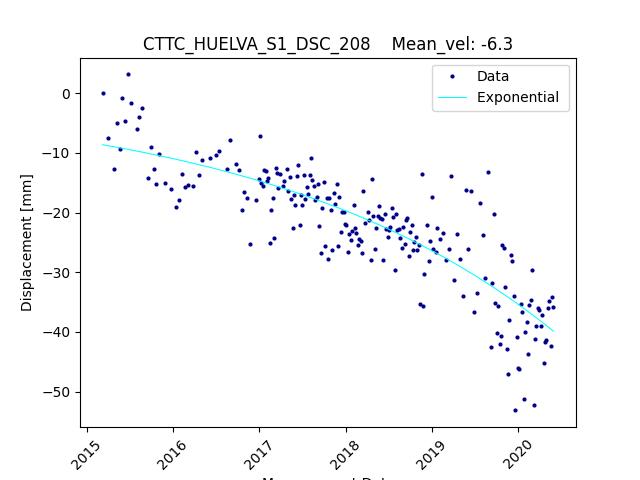 CTTC_HUELVA_S1_DSC_208    Mean_vel: -6.3
Data
Exponential
Displacement [mm]
0
−10
−20
−30
−40
−50
2015 2016 2017 2018 2019 2020